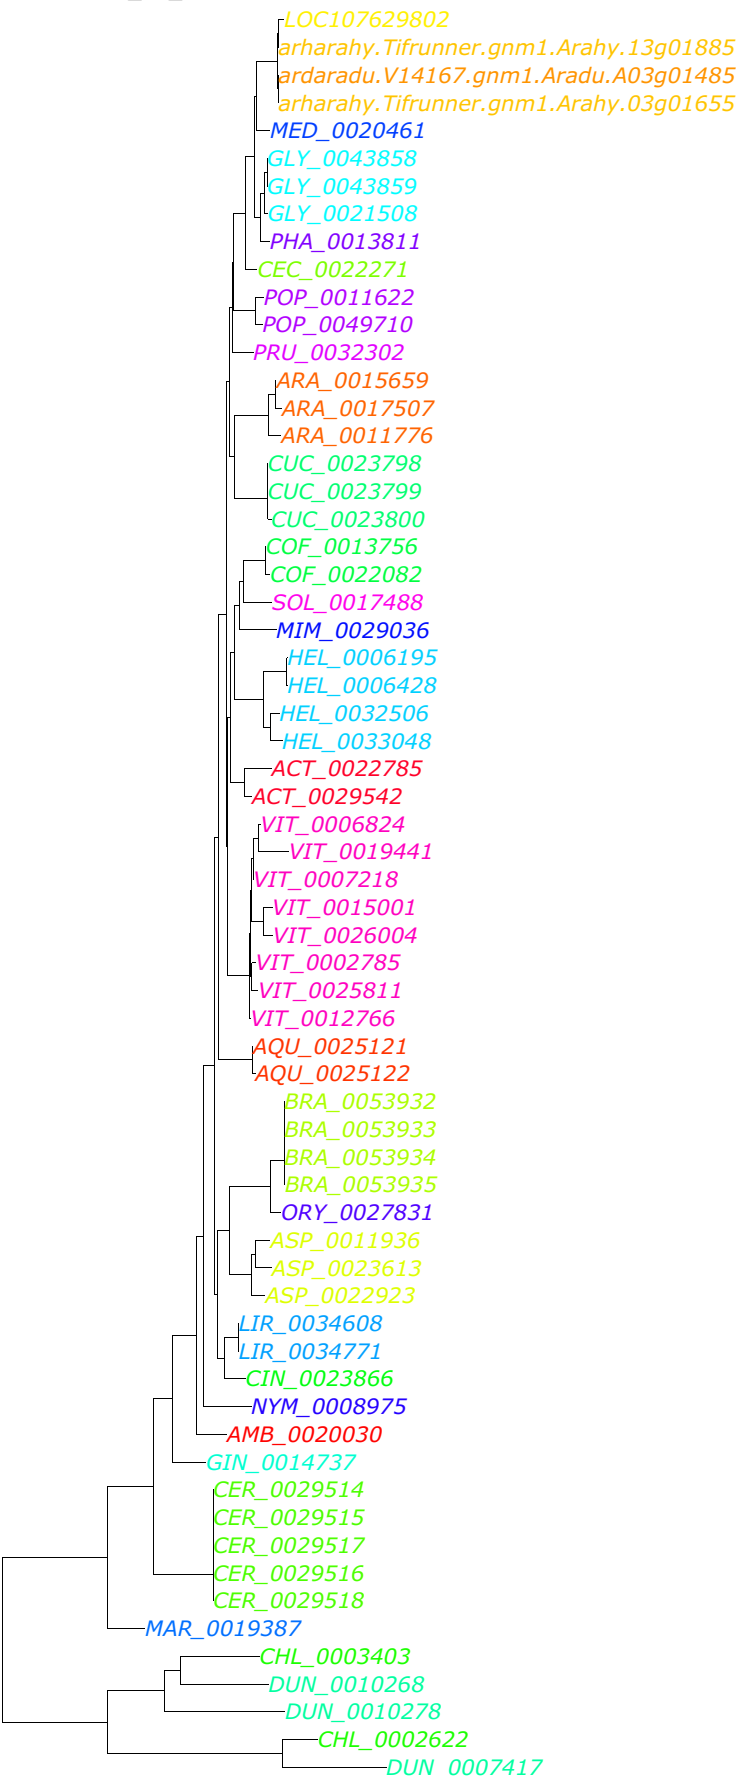 LOC107629802
arharahy.Tifrunner.gnm1.Arahy.13g01885
ardaradu.V14167.gnm1.Aradu.A03g01485
arharahy.Tifrunner.gnm1.Arahy.03g01655
MED_0020461
GLY_0043858
GLY_0043859
GLY_0021508
PHA_0013811
CEC_0022271
POP_0011622
POP_0049710
PRU_0032302
ARA_0015659
ARA_0017507
ARA_0011776
CUC_0023798
CUC_0023799
CUC_0023800
COF_0013756
COF_0022082
SOL_0017488
MIM_0029036
HEL_0006195
HEL_0006428
HEL_0032506
HEL_0033048
ACT_0022785
ACT_0029542
VIT_0006824
VIT_0019441
VIT_0007218
VIT_0015001
VIT_0026004
VIT_0002785
VIT_0025811
VIT_0012766
AQU_0025121
AQU_0025122
BRA_0053932
BRA_0053933
BRA_0053934
BRA_0053935
ORY_0027831
ASP_0011936
ASP_0023613
ASP_0022923
LIR_0034608
LIR_0034771
CIN_0023866
NYM_0008975
AMB_0020030
GIN_0014737
CER_0029514
CER_0029515
CER_0029517
CER_0029516
CER_0029518
MAR_0019387
CHL_0003403
DUN_0010268
DUN_0010278
CHL_0002622
DUN_0007417